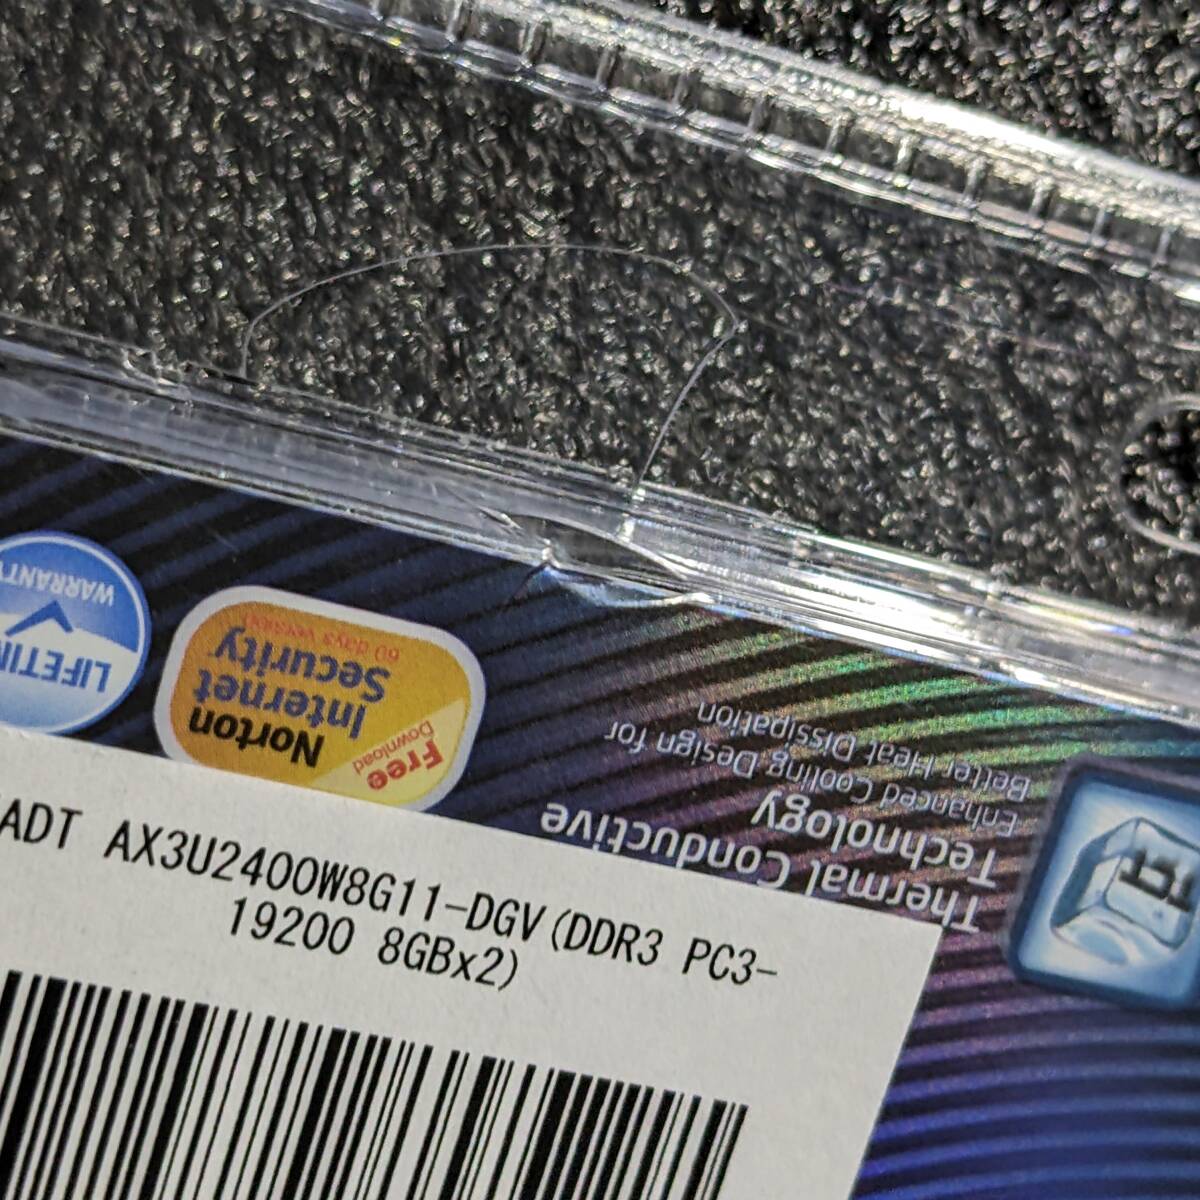 ADT AX3U2400W8G11-DGV(DDR3 PC3-
19200 8GBx2)
Thermal Conductive
Technology
Enhanced Cooling Design for
Better Heat Dissipation
Free
Download
Norton
Internet
Security
60 days version
LIFETIM
WARRANTY